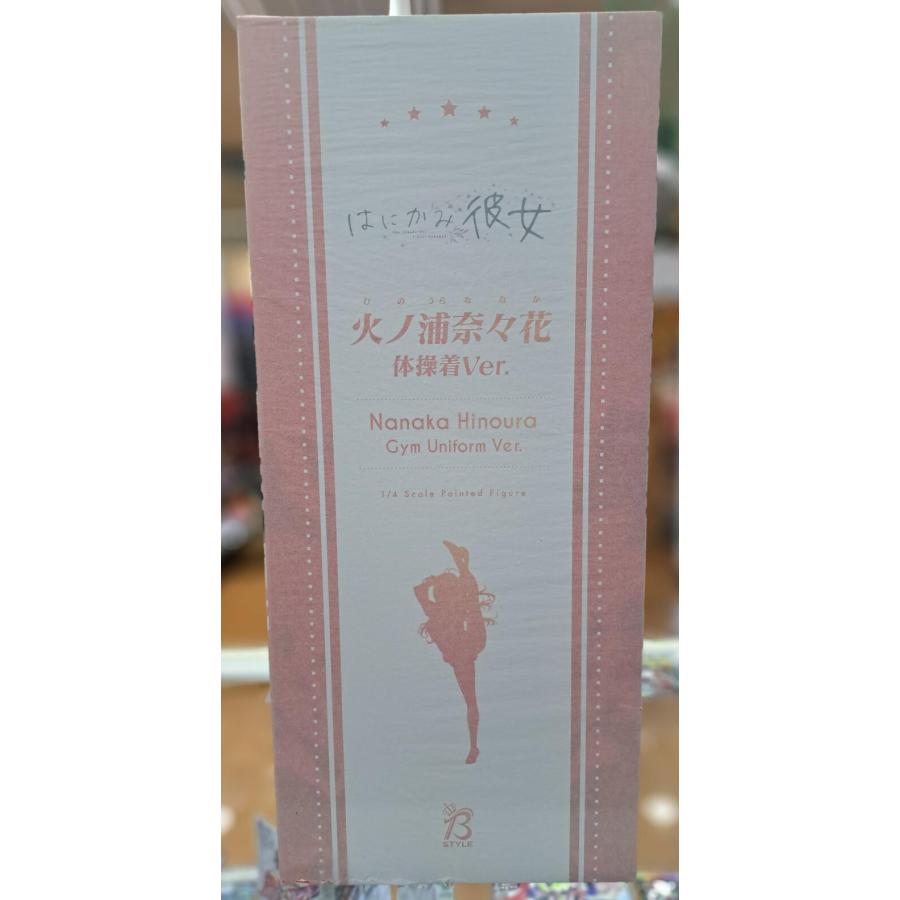 はにかみ彼女
ひのうらななか
火ノ浦奈々花
体操着Ver.
Nanaka Hinoura
Gym Uniform Ver.
1/4 Scale Painted Figure
B
STYLE